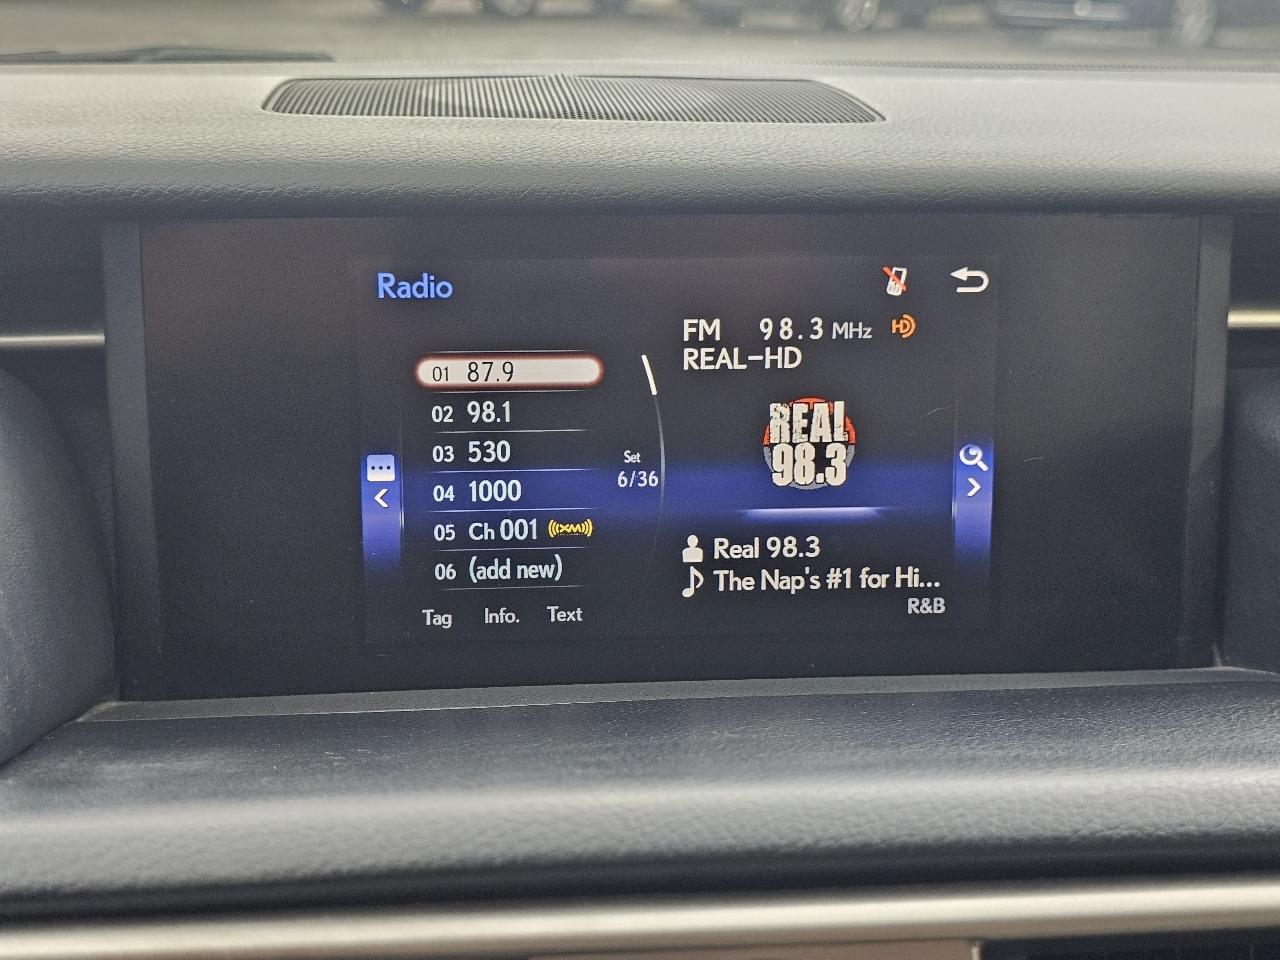 Radio
FM 98.3 MHz HD
REAL-HD
01 87.9
02 98.1
03 530
04 1000
05 Ch 001 ((XM))
06 (add new)
Set
6/36
REAL
98.3
Real 98.3
The Nap's #1 for Hi...
R&B
Tag Info. Text